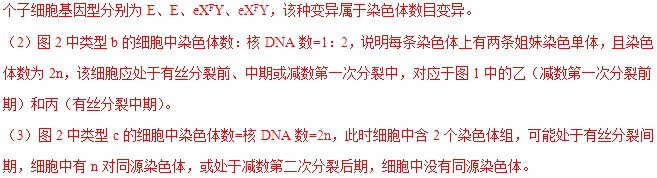 个子细胞基因型分别为 E、E、eXᶠY、eXᶠY，该种变异属于染色体数目变异。
（2）图 2 中类型 b 的细胞中染色体数：核 DNA 数=1：2，说明每条染色体上有两条姐妹染色单体，且染色
体数为 2n，该细胞应处于有丝分裂前、中期或减数第一次分裂中，对应于图 1 中的乙（减数第一次分裂前
期）和丙（有丝分裂中期）。
（3）图 2 中类型 c 的细胞中染色体数=核 DNA 数=2n，此时细胞中含 2 个染色体组，可能处于有丝分裂间
期，细胞中有 n 对同源染色体，或处于减数第二次分裂后期，细胞中没有同源染色体。